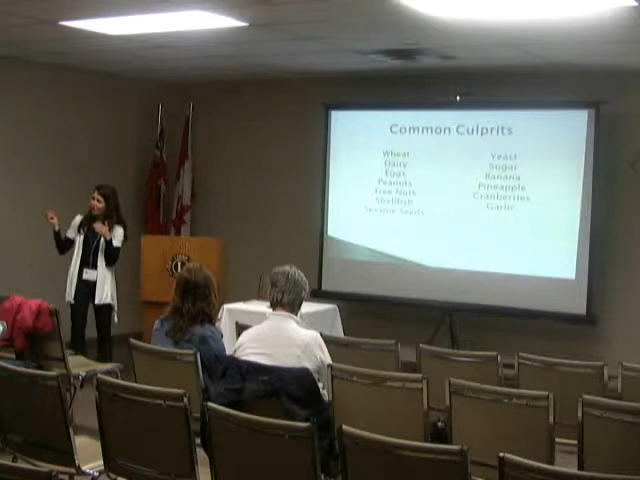 Common Culprits
Wheat
Dairy
Eggs
Peanuts
Tree Nuts
Shellfish
Sesame Seeds
Yeast
Sugar
Banana
Pineapple
Cranberries
Garlic